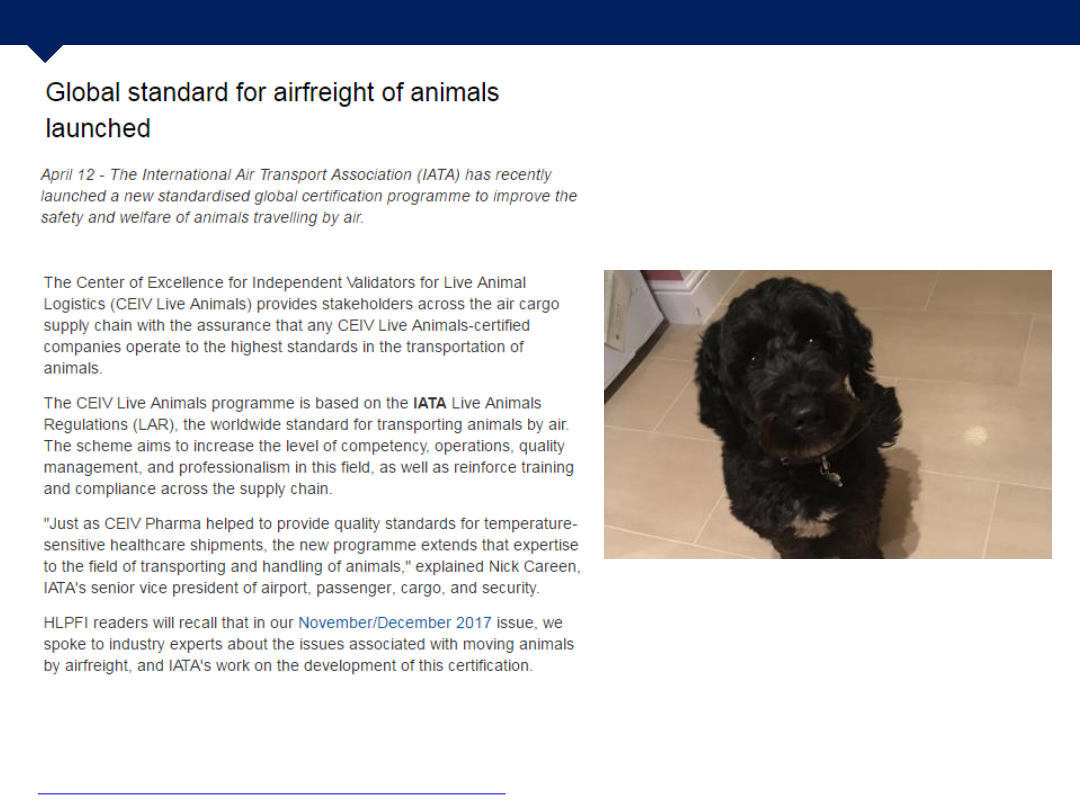 Global standard for airfreight of animals
launched
April 12 - The International Air Transport Association (IATA) has recently
launched a new standardised global certification programme to improve the
safety and welfare of animals travelling by air.
The Center of Excellence for Independent Validators for Live Animal
Logistics (CEIV Live Animals) provides stakeholders across the air cargo
supply chain with the assurance that any CEIV Live Animals-certified
companies operate to the highest standards in the transportation of
animals.
The CEIV Live Animals programme is based on the IATA Live Animals
Regulations (LAR), the worldwide standard for transporting animals by air.
The scheme aims to increase the level of competency, operations, quality
management, and professionalism in this field, as well as reinforce training
and compliance across the supply chain.
"Just as CEIV Pharma helped to provide quality standards for temperature-
sensitive healthcare shipments, the new programme extends that expertise
to the field of transporting and handling of animals," explained Nick Careen,
IATA's senior vice president of airport, passenger, cargo, and security.
HLPFI readers will recall that in our November/December 2017 issue, we
spoke to industry experts about the issues associated with moving animals
by airfreight, and IATA's work on the development of this certification.